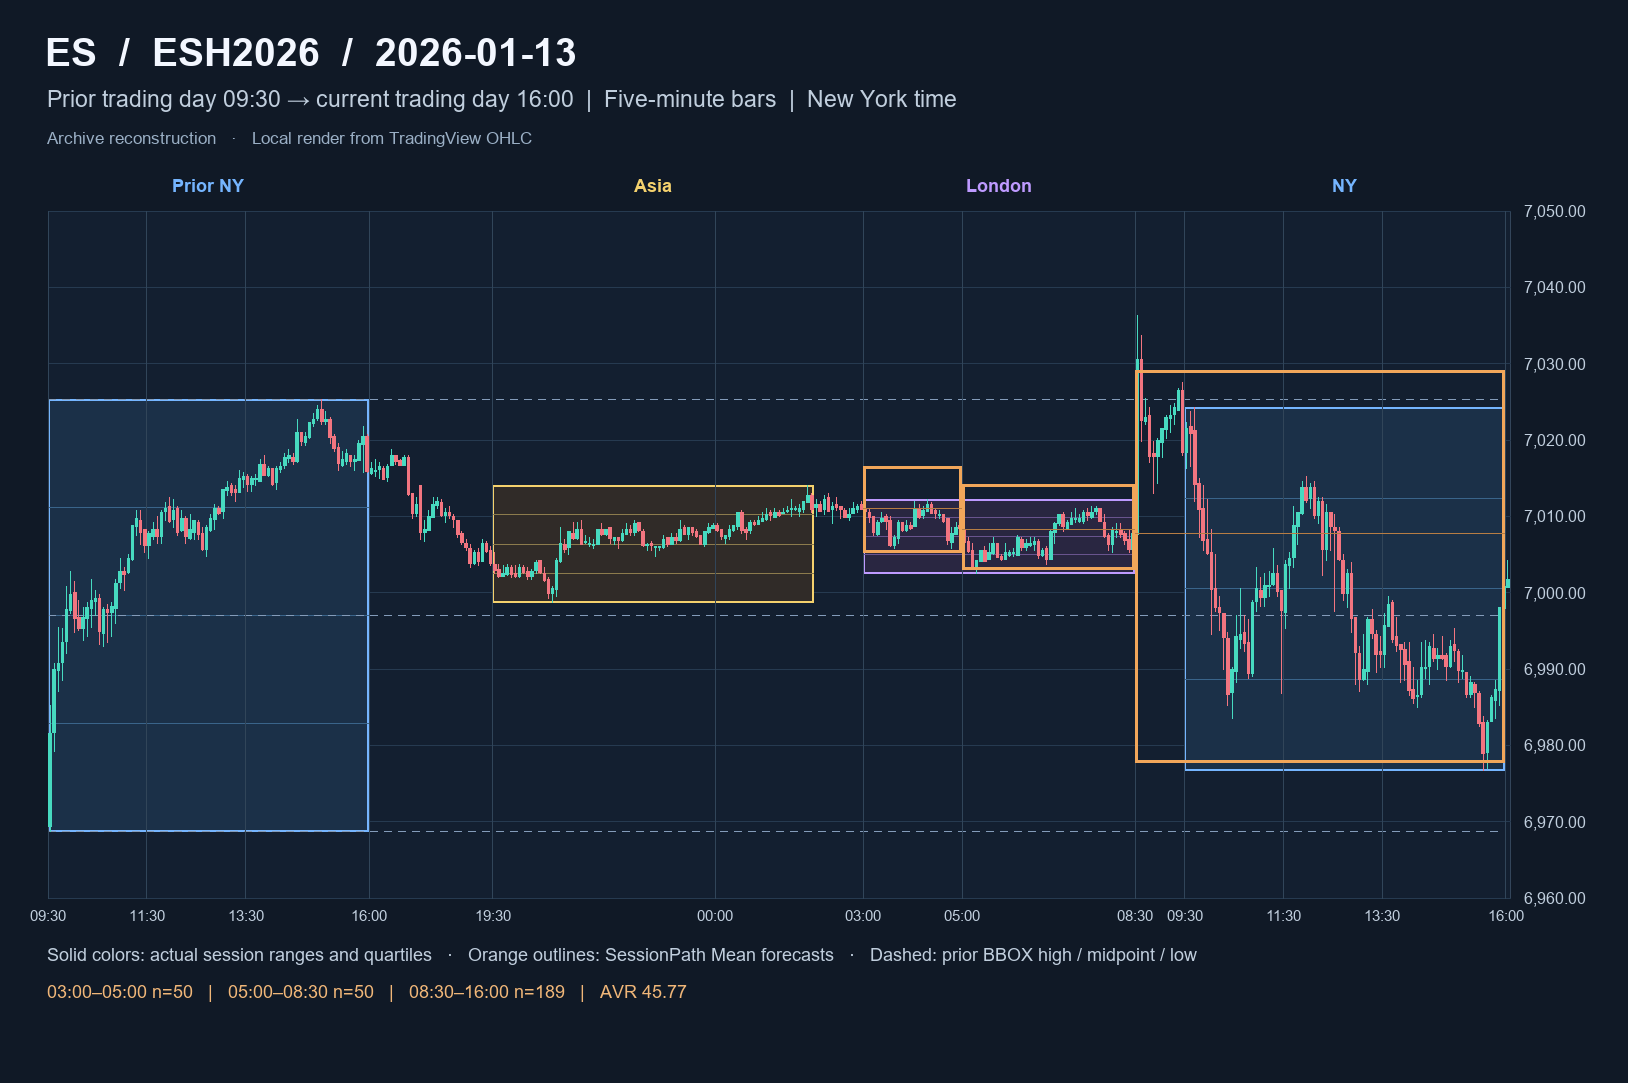 ES / ESH2026 / 2026-01-13
Prior trading day 09:30 → current trading day 16:00 | Five-minute bars | New York time
Archive reconstruction · Local render from TradingView OHLC
Prior NY Asia London NY
7,050.00
7,040.00
7,030.00
7,020.00
7,010.00
7,000.00
6,990.00
6,980.00
6,970.00
6,960.00
09:30 11:30 13:30 16:00 19:30 00:00 03:00 05:00 08:30 09:30 11:30 13:30 16:00
Solid colors: actual session ranges and quartiles · Orange outlines: SessionPath Mean forecasts · Dashed: prior BBOX high / midpoint / low
03:00–05:00 n=50 | 05:00–08:30 n=50 | 08:30–16:00 n=189 | AVR 45.77